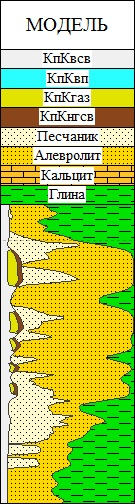 МОДЕЛЬ
КпКвсв
КпКвп
КпКгаз
КпКнгсв
Песчаник
Алевролит
Кальцит
Глина